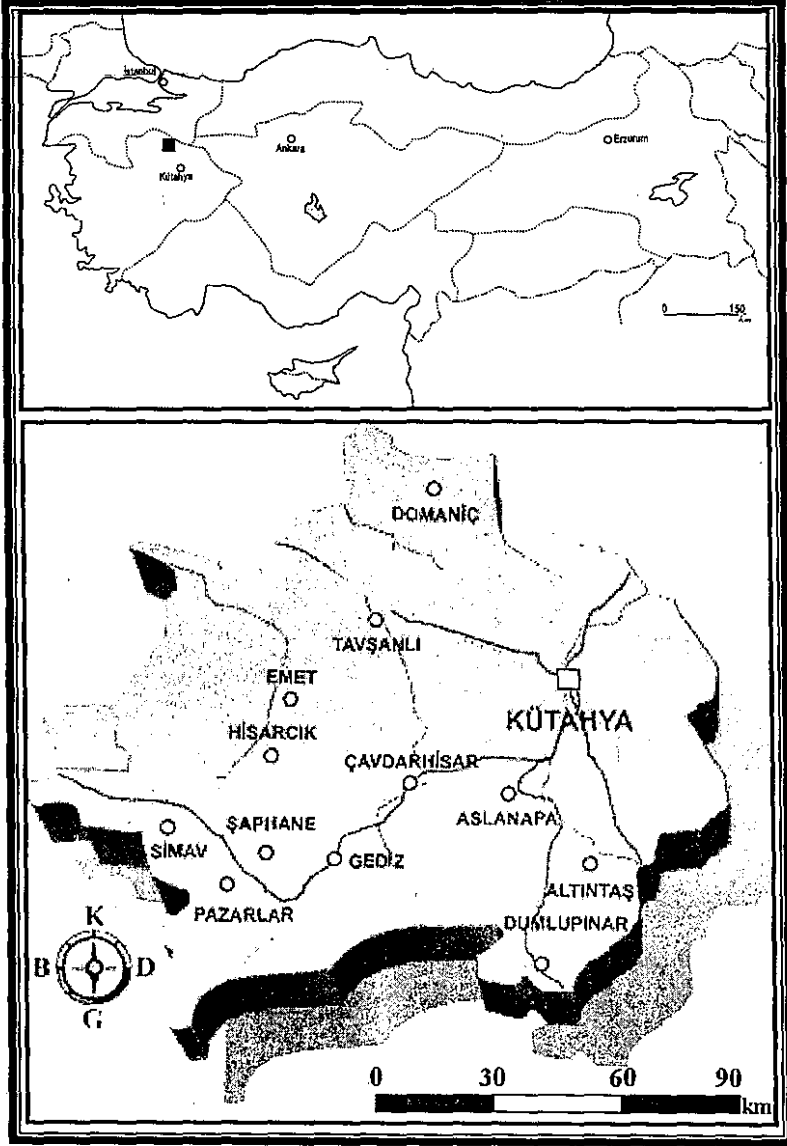 İstanbul
Ankara
Erzurum
Kütahya
0 150
Km
DOMANİÇ
TAVŞANLI
EMET
KÜTAHYA
HİSARCIK
ÇAVDARHİSAR
ASLANAPA
ŞAPHANE
SİMAV
GEDİZ
ALTINTAŞ
PAZARLAR
DUMLUPINAR
K
B D
G
0 30 60 90
km